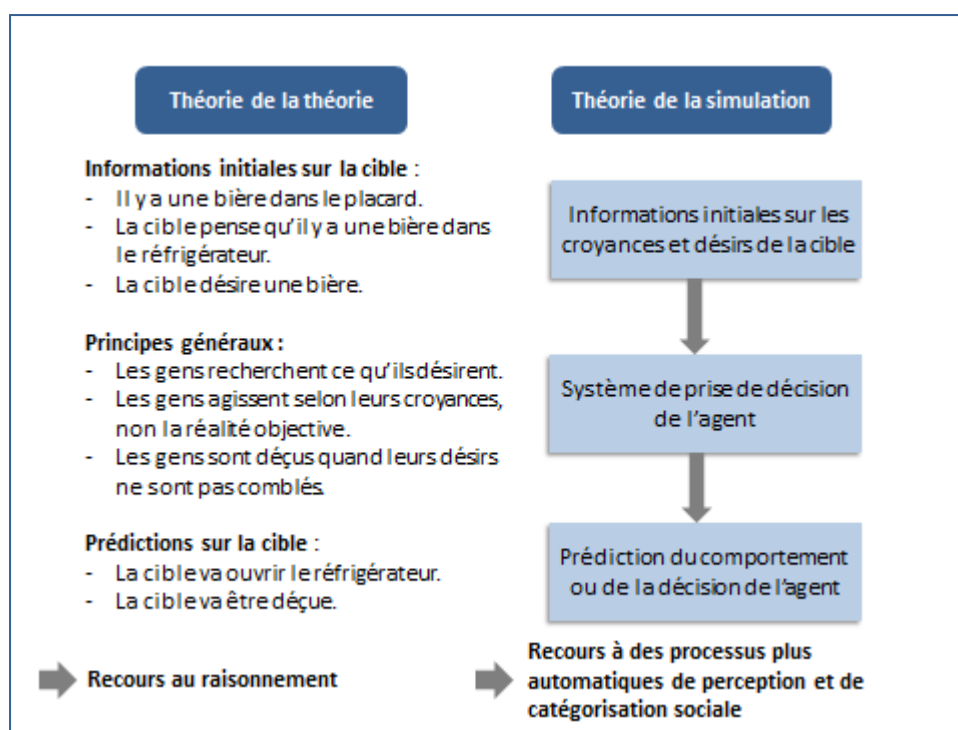 Théorie de la théorie
Informations initiales sur la cible :
- Il y a une bière dans le placard.
- La cible pense qu'il y a une bière dans
le réfrigérateur.
- La cible désire une bière.
Principes généraux :
- Les gens recherchent ce qu'ils désirent.
- Les gens agissent selon leurs croyances,
non la réalité objective.
- Les gens sont déçus quand leurs désirs
ne sont pas comblés.
Prédictions sur la cible :
- La cible va ouvrir le réfrigérateur.
- La cible va être déçue.
Recours au raisonnement
Théorie de la simulation
Informations initiales sur les
croyances et désirs de la cible
Système de prise de décision
de l'agent
Prédiction du comportement
ou de la décision de l'agent
Recours à des processus plus
automatiques de perception et de
catégorisation sociale